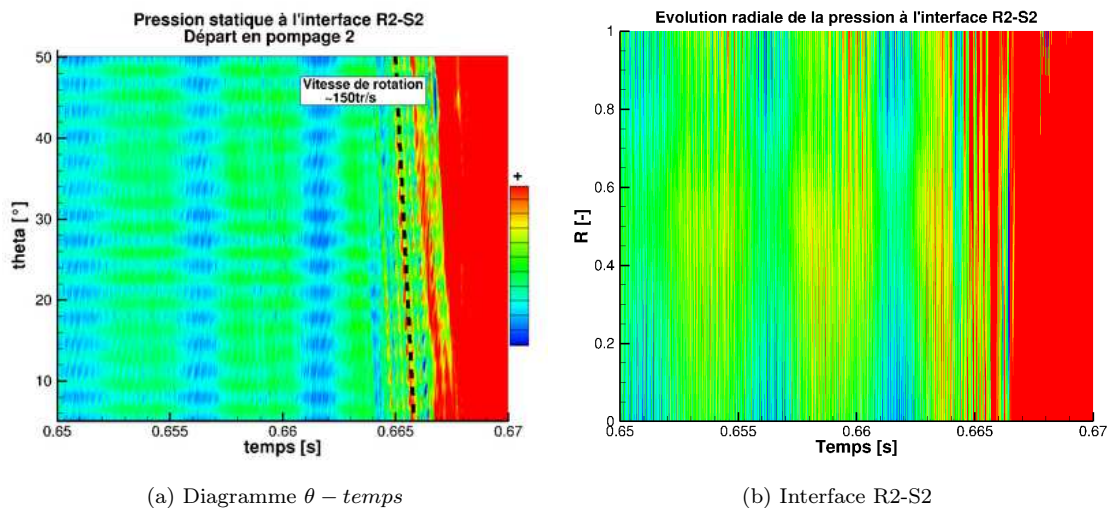 Pression statique à l'interface R2-S2
Départ en pompage 2
Vitesse de rotation
~150tr/s
theta [°]
50
40
30
20
10
0.65
0.655
0.66
0.665
0.67
temps [s]
+
-
(a) Diagramme θ − temps
Evolution radiale de la pression à l'interface R2-S2
R [-]
1
0.8
0.6
0.4
0.2
0
0.65
0.655
0.66
0.665
0.67
Temps [s]
(b) Interface R2-S2